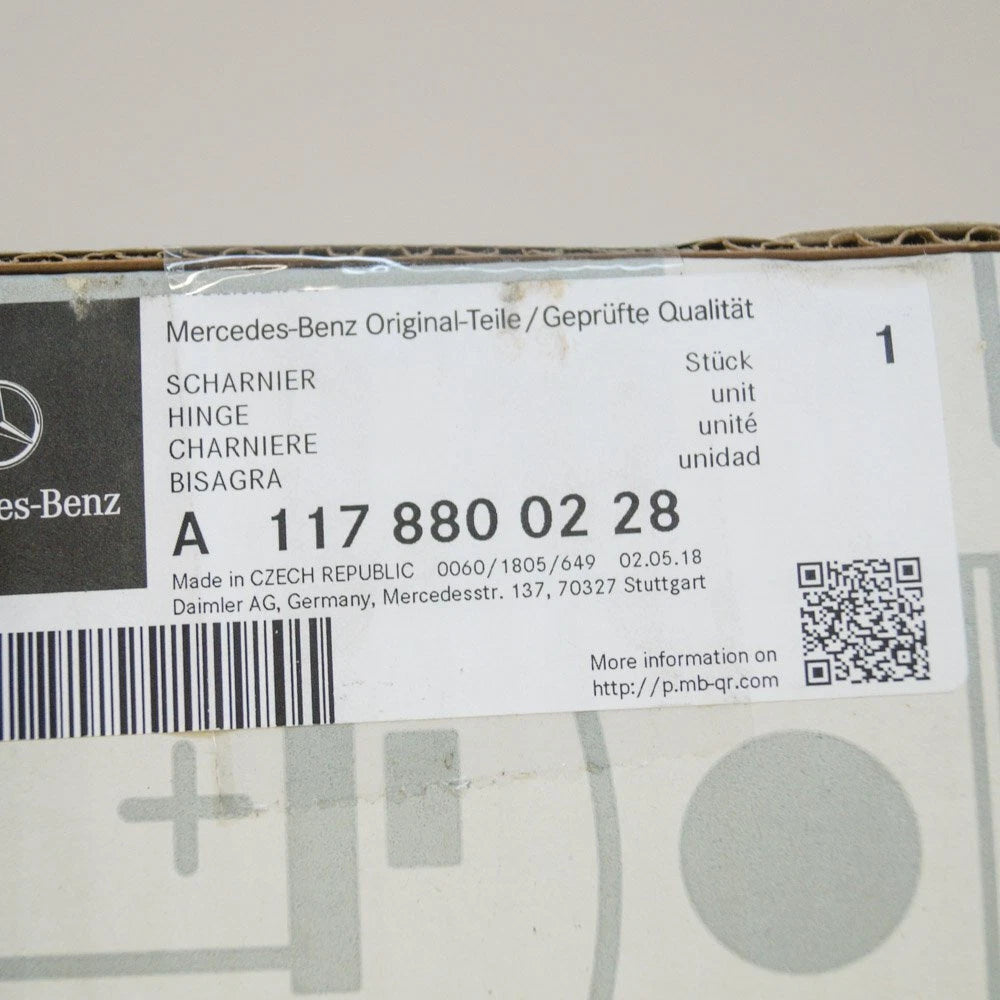 Mercedes-Benz Original-Teile/Geprüfte Qualität
1
SCHARNIER Stück
HINGE unit
CHARNIERE unité
BISAGRA unidad
es-Benz
A 117 880 02 28
Made in CZECH REPUBLIC 0060/1805/649 02.05.18
Daimler AG, Germany, Mercedesstr. 137, 70327 Stuttgart
More information on
http://p.mb-qr.com